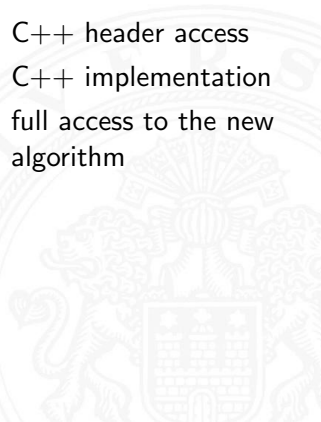 C++ header access
C++ implementation
full access to the new
algorithm